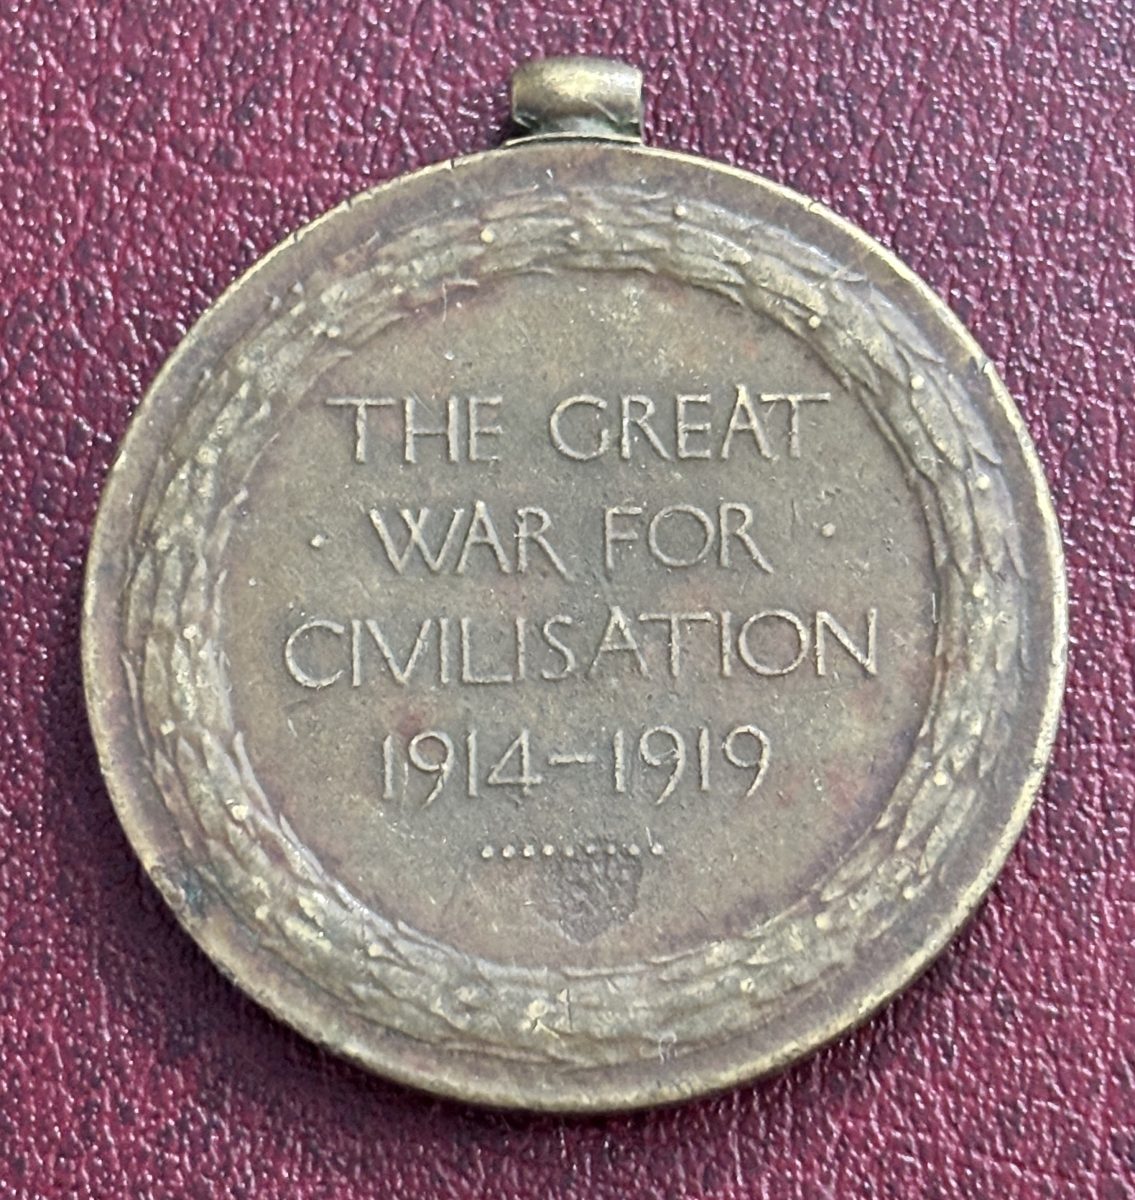 THE GREAT
· WAR FOR ·
CIVILISATION
1914-1919